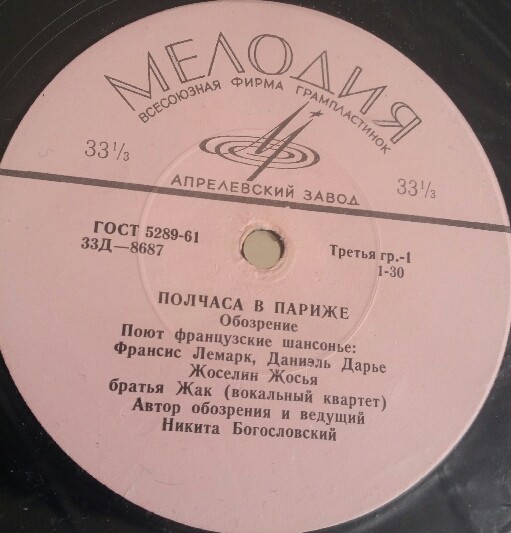 МЕЛОДИЯ
ВСЕСОЮЗНАЯ ФИРМА ГРАМПЛАСТИНОК
33⅓
33⅓
АПРЕЛЕВСКИЙ ЗАВОД
ГОСТ 5289-61
33Д—8687
Третья гр.-1
1-30
ПОЛЧАСА В ПАРИЖЕ
Обозрение
Поют французские шансонье:
Франсис Лемарк, Даниэль Дарье
Жоселин Жосья
братья Жак (вокальный квартет)
Автор обозрения и ведущий
Никита Богословский